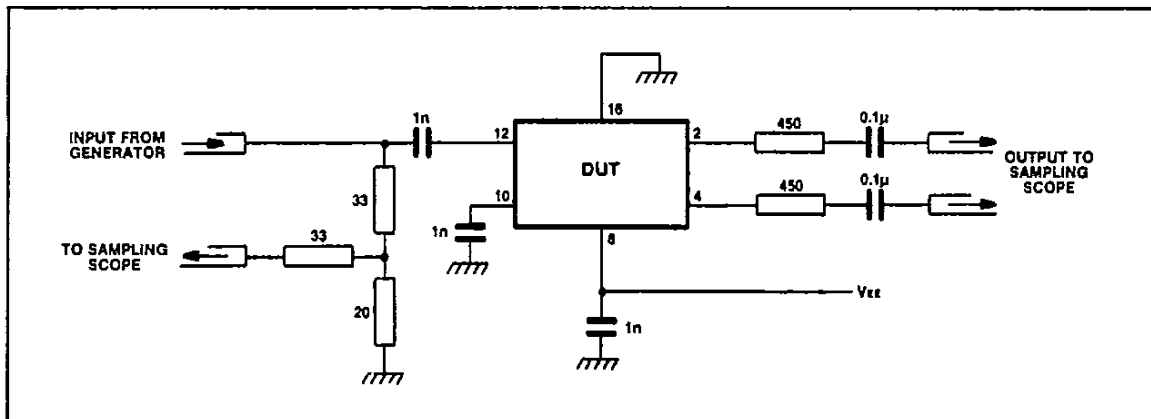 16
1n
12
2
450
0.1µ
INPUT FROM
GENERATOR
DUT
OUTPUT TO
SAMPLING
SCOPE
33
10
4
450
0.1µ
1n
TO SAMPLING
SCOPE
33
8
VEE
20
1n